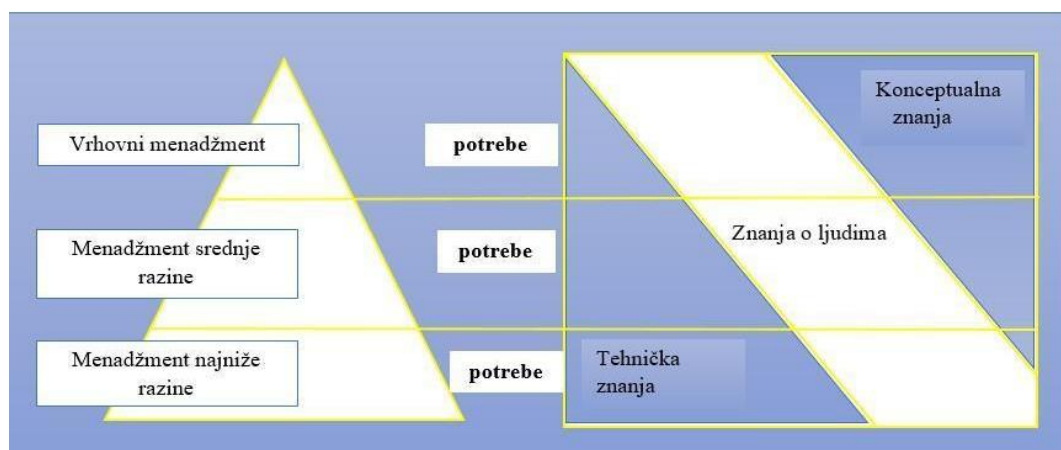 Vrhovni menadžment
potrebe
Konceptualna
znanja
Menadžment srednje
razine
potrebe
Znanja o ljudima
Menadžment najniže
razine
potrebe
Tehnička
znanja